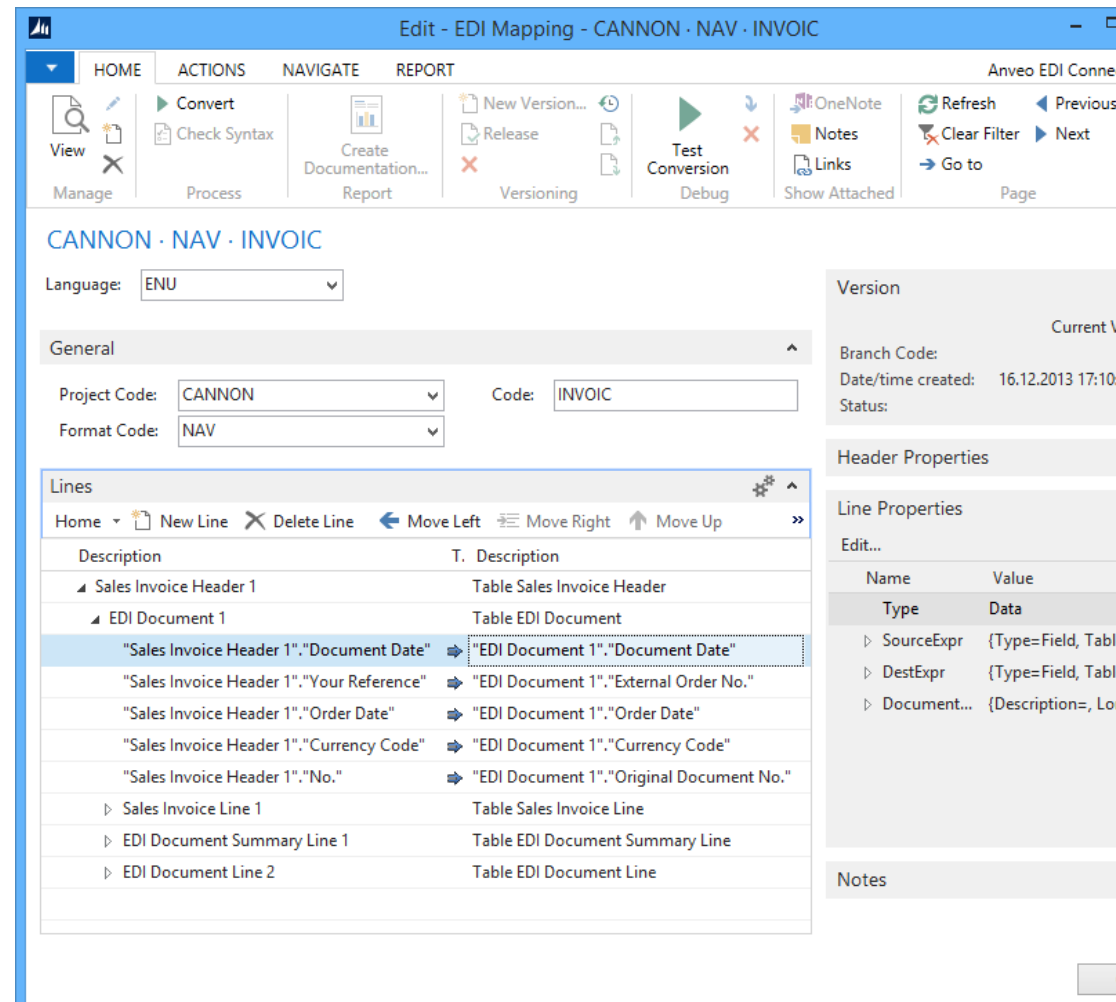 Edit - EDI Mapping - CANNON · NAV · INVOIC
HOME ACTIONS NAVIGATE REPORT Anveo EDI Conne
View
Convert
Check Syntax
Create Documentation...
New Version...
Release
Test Conversion
OneNote
Notes
Links
Refresh
Clear Filter
Go to
Previous
Next
Manage Process Report Versioning Debug Show Attached Page
CANNON · NAV · INVOIC
Language: ENU
General
Project Code: CANNON Code: INVOIC
Format Code: NAV
Lines
Home New Line Delete Line Move Left Move Right Move Up »
Description T. Description
Sales Invoice Header 1 Table Sales Invoice Header
EDI Document 1 Table EDI Document
"Sales Invoice Header 1"."Document Date" "EDI Document 1"."Document Date"
"Sales Invoice Header 1"."Your Reference" "EDI Document 1"."External Order No."
"Sales Invoice Header 1"."Order Date" "EDI Document 1"."Order Date"
"Sales Invoice Header 1"."Currency Code" "EDI Document 1"."Currency Code"
"Sales Invoice Header 1"."No." "EDI Document 1"."Original Document No."
Sales Invoice Line 1 Table Sales Invoice Line
EDI Document Summary Line 1 Table EDI Document Summary Line
EDI Document Line 2 Table EDI Document Line
Version
Current V
Branch Code:
Date/time created: 16.12.2013 17:10:
Status:
Header Properties
Line Properties
Edit...
Name Value
Type Data
SourceExpr {Type=Field, Tabl
DestExpr {Type=Field, Tabl
Document... {Description=, Lo
Notes